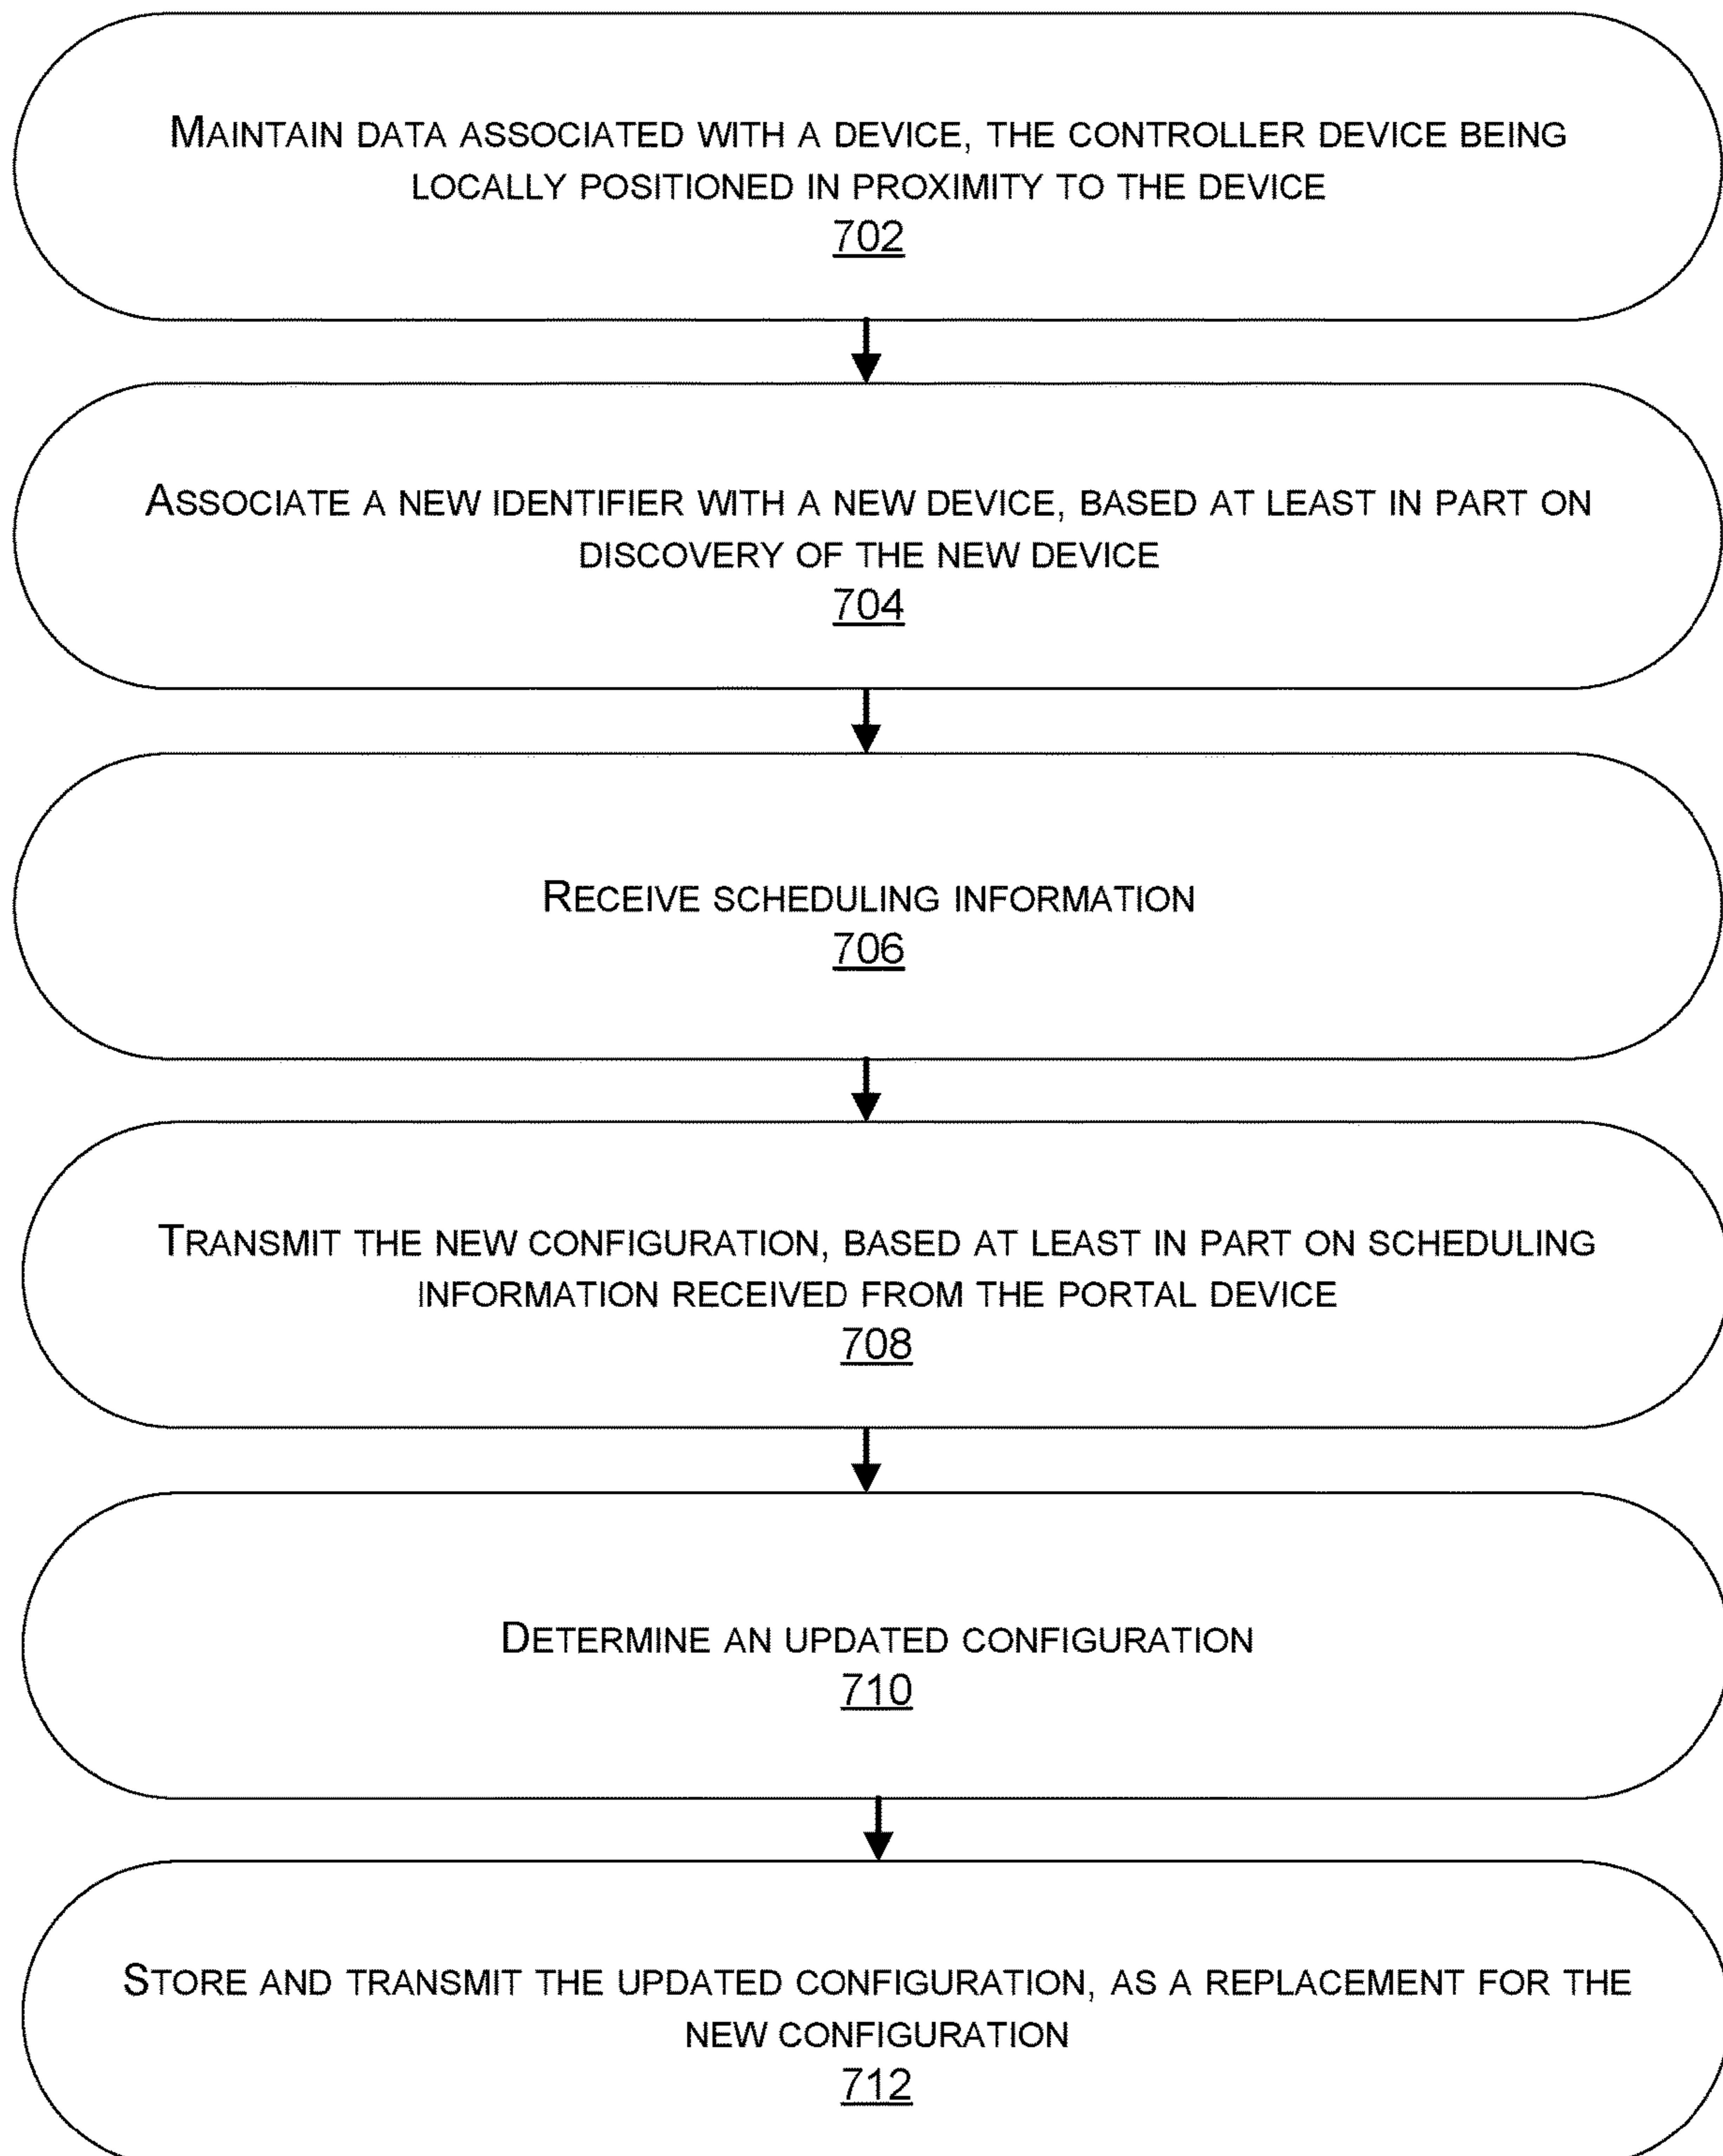 MAINTAIN DATA ASSOCIATED WITH A DEVICE, THE CONTROLLER DEVICE BEING
LOCALLY POSITIONED IN PROXIMITY TO THE DEVICE
702
ASSOCIATE A NEW IDENTIFIER WITH A NEW DEVICE, BASED AT LEAST IN PART ON
DISCOVERY OF THE NEW DEVICE
704
RECEIVE SCHEDULING INFORMATION
706
TRANSMIT THE NEW CONFIGURATION, BASED AT LEAST IN PART ON SCHEDULING
INFORMATION RECEIVED FROM THE PORTAL DEVICE
708
DETERMINE AN UPDATED CONFIGURATION
710
STORE AND TRANSMIT THE UPDATED CONFIGURATION, AS A REPLACEMENT FOR THE
NEW CONFIGURATION
712